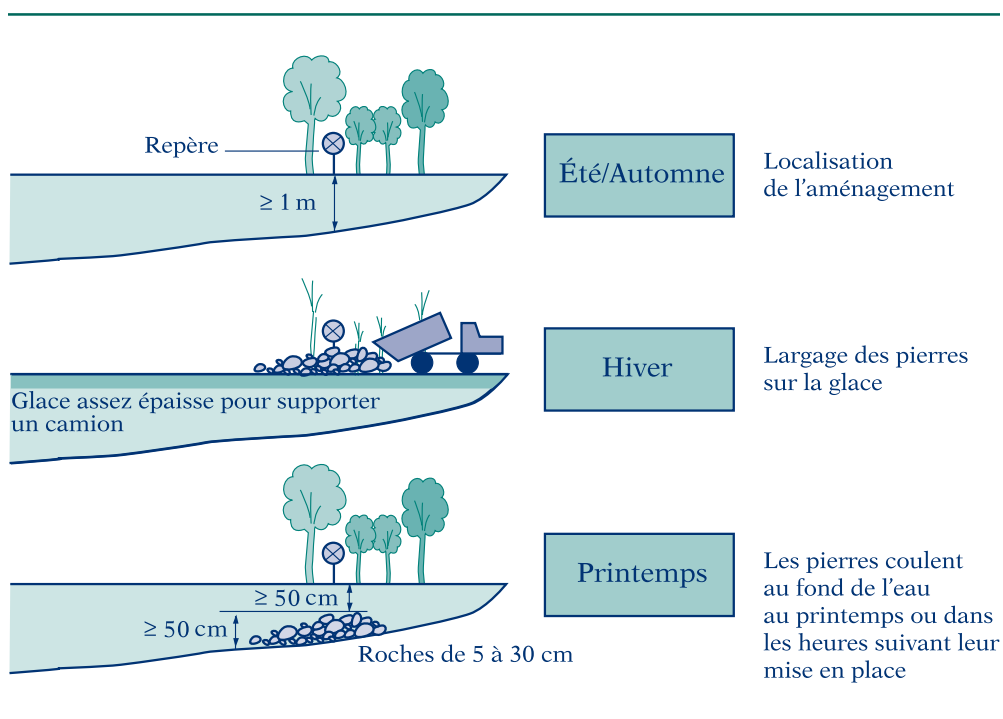 Repère
≥ 1 m
Été/Automne
Localisation
de l’aménagement
Glace assez épaisse pour supporter
un camion
Hiver
Largage des pierres
sur la glace
≥ 50 cm
≥ 50 cm
Roches de 5 à 30 cm
Printemps
Les pierres coulent
au fond de l’eau
au printemps ou dans
les heures suivant leur
mise en place